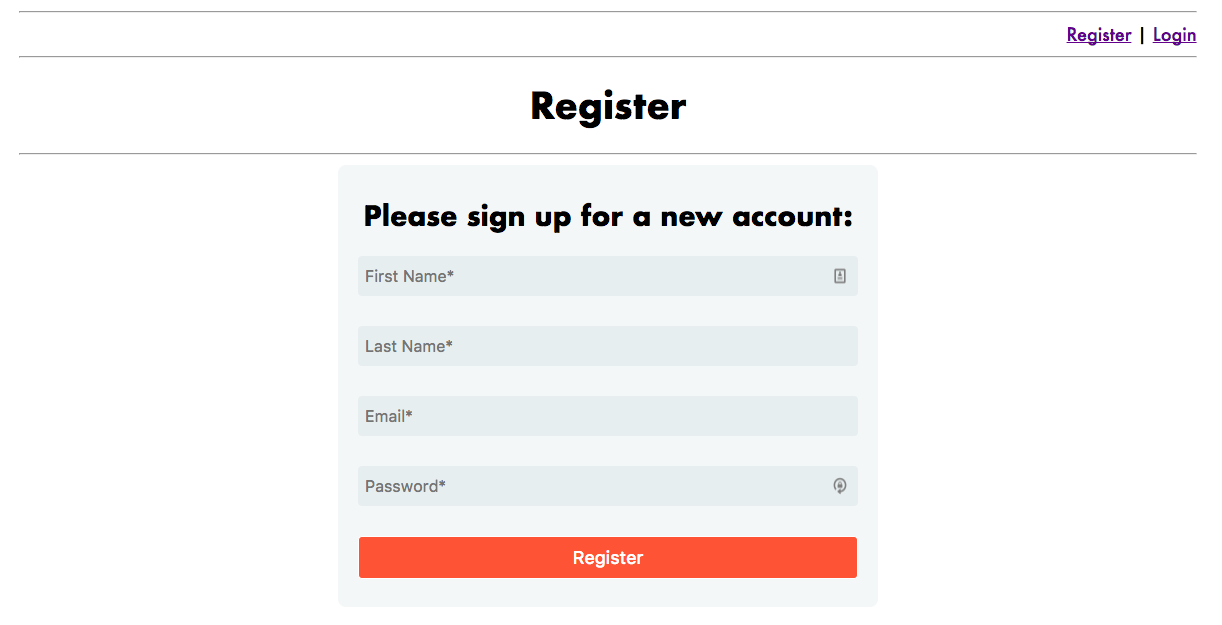 Register | Login
Register
Please sign up for a new account:
First Name*
Last Name*
Email*
Password*
Register